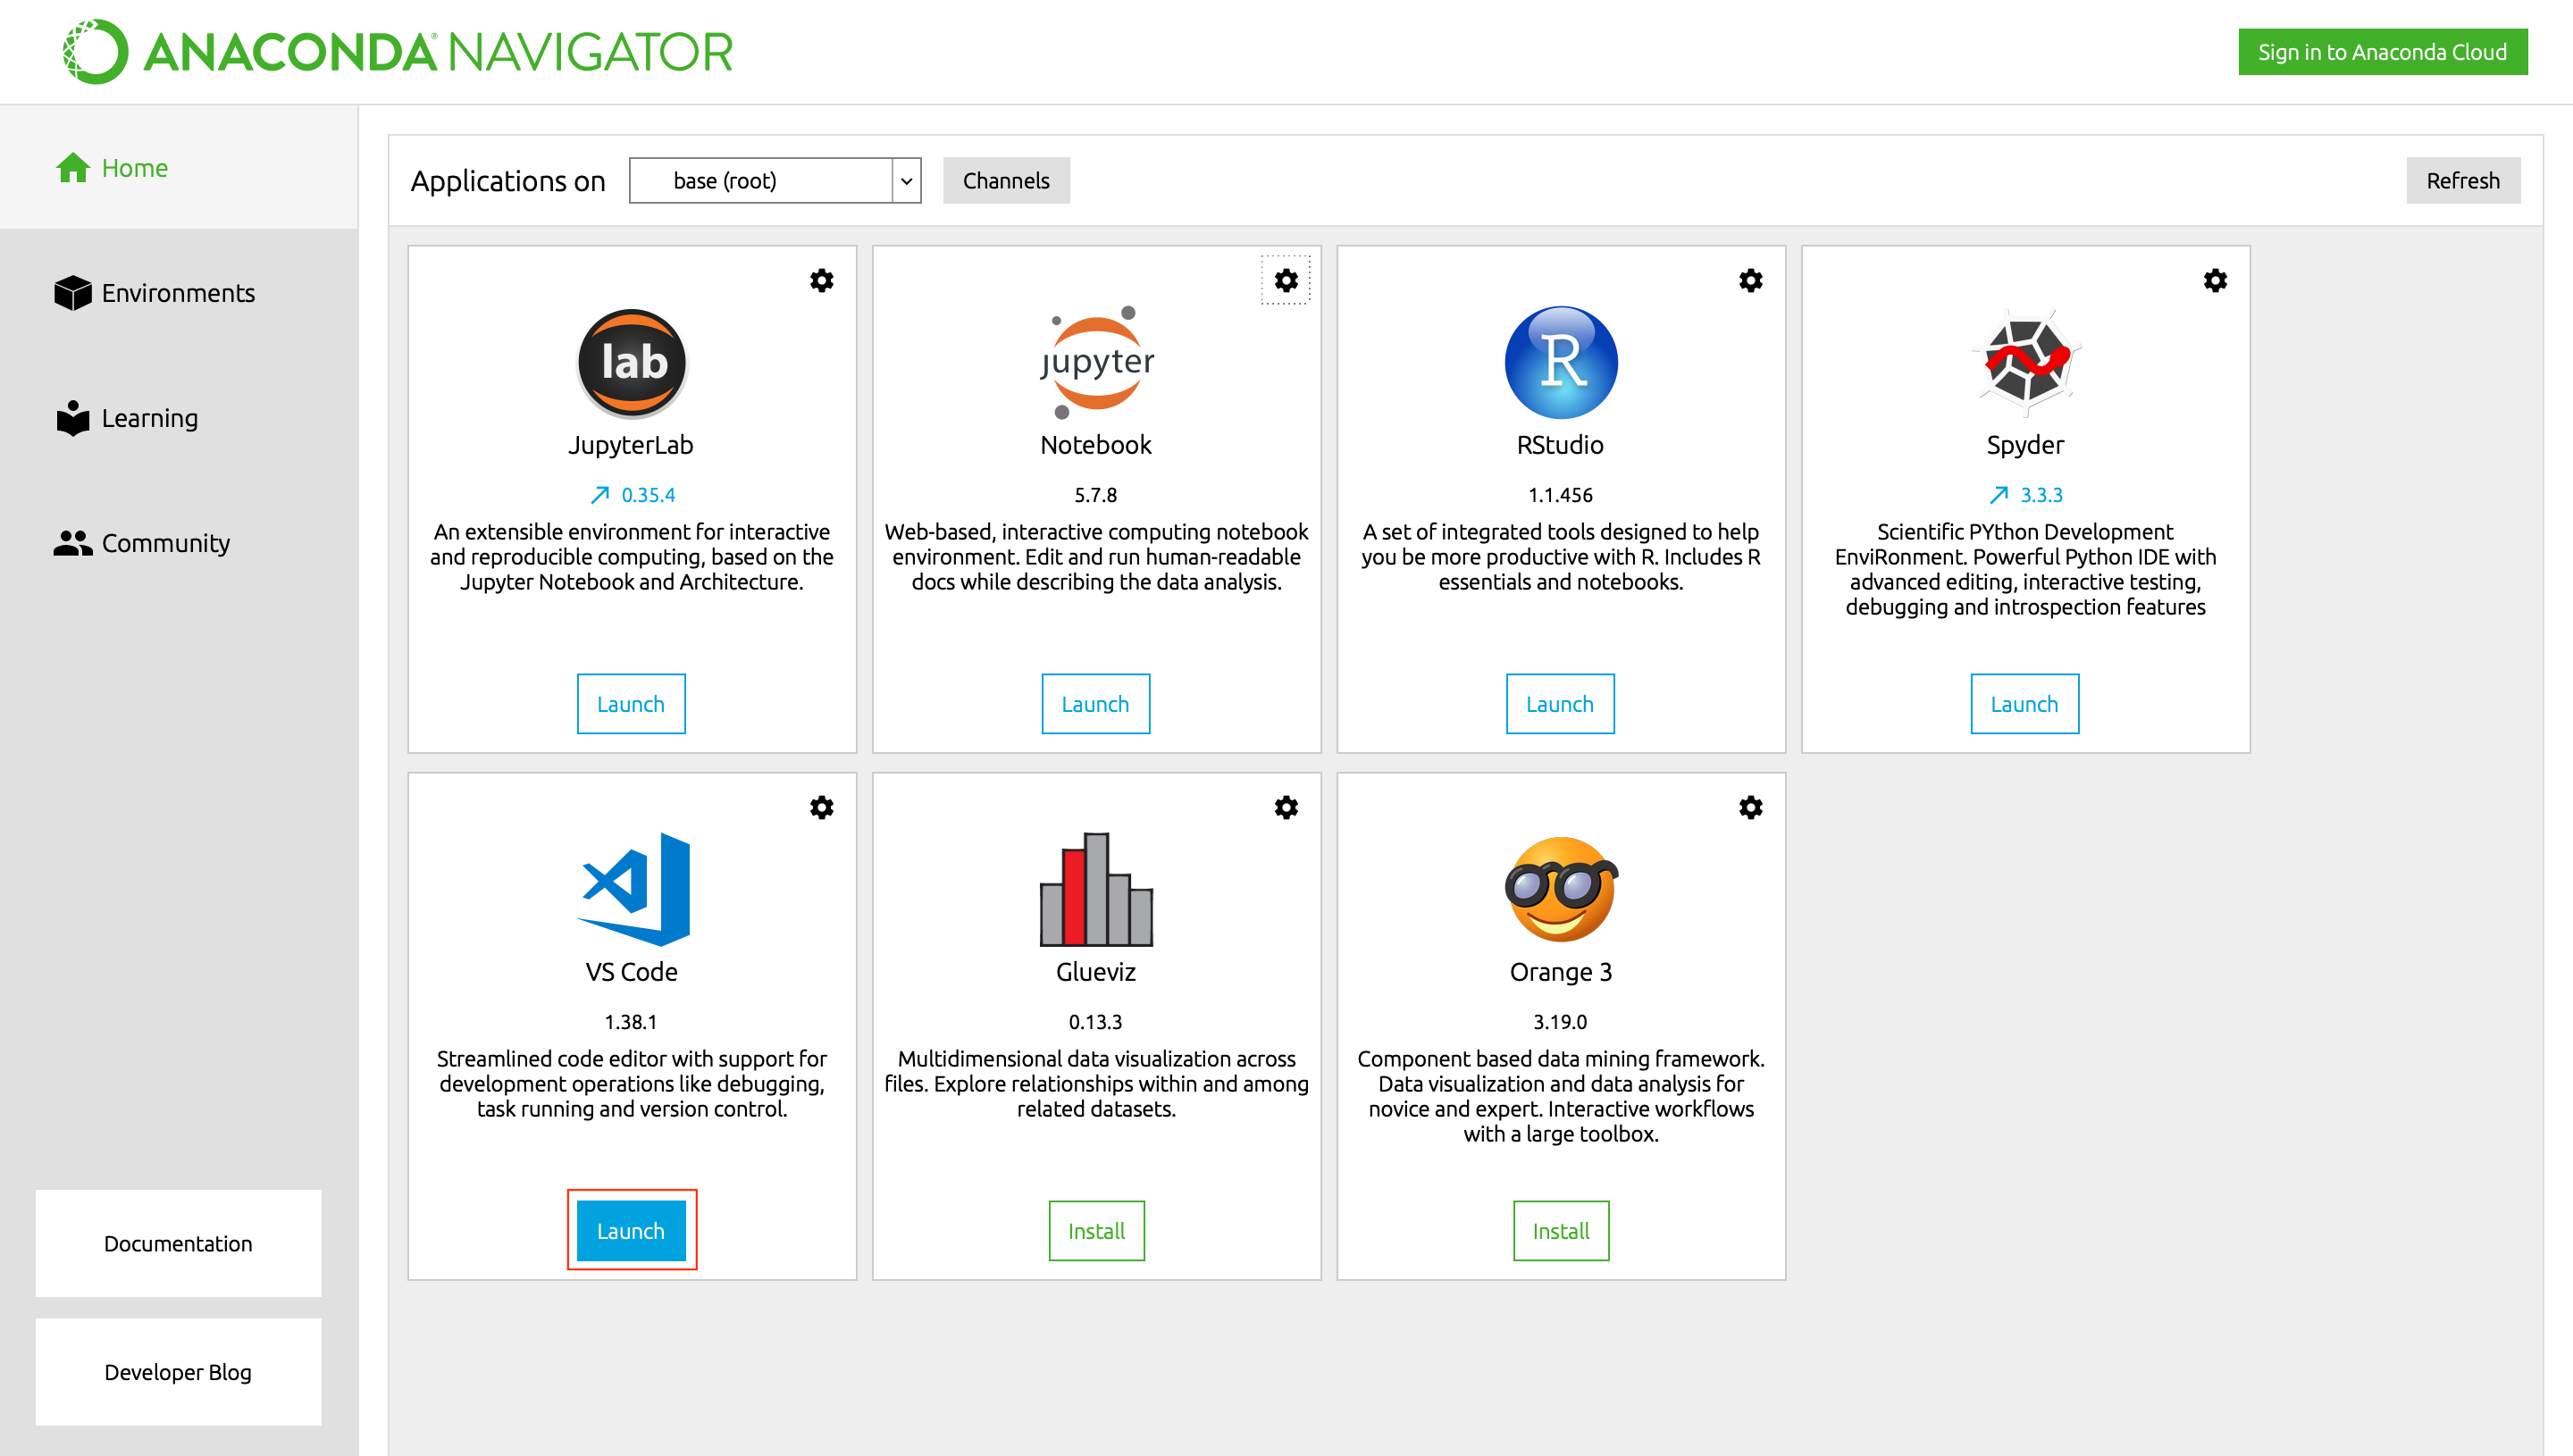 ANACONDA® NAVIGATOR
Sign in to Anaconda Cloud
Home
Environments
Learning
Community
Documentation
Developer Blog
Applications on
base (root)
Channels
Refresh
lab
JupyterLab
0.35.4
An extensible environment for interactive
and reproducible computing, based on the
Jupyter Notebook and Architecture.
Launch
jupyter
Notebook
5.7.8
Web-based, interactive computing notebook
environment. Edit and run human-readable
docs while describing the data analysis.
Launch
R
RStudio
1.1.456
A set of integrated tools designed to help
you be more productive with R. Includes R
essentials and notebooks.
Launch
Spyder
3.3.3
Scientific PYthon Development
EnviRonment. Powerful Python IDE with
advanced editing, interactive testing,
debugging and introspection features
Launch
VS Code
1.38.1
Streamlined code editor with support for
development operations like debugging,
task running and version control.
Launch
Glueviz
0.13.3
Multidimensional data visualization across
files. Explore relationships within and among
related datasets.
Install
Orange 3
3.19.0
Component based data mining framework.
Data visualization and data analysis for
novice and expert. Interactive workflows
with a large toolbox.
Install